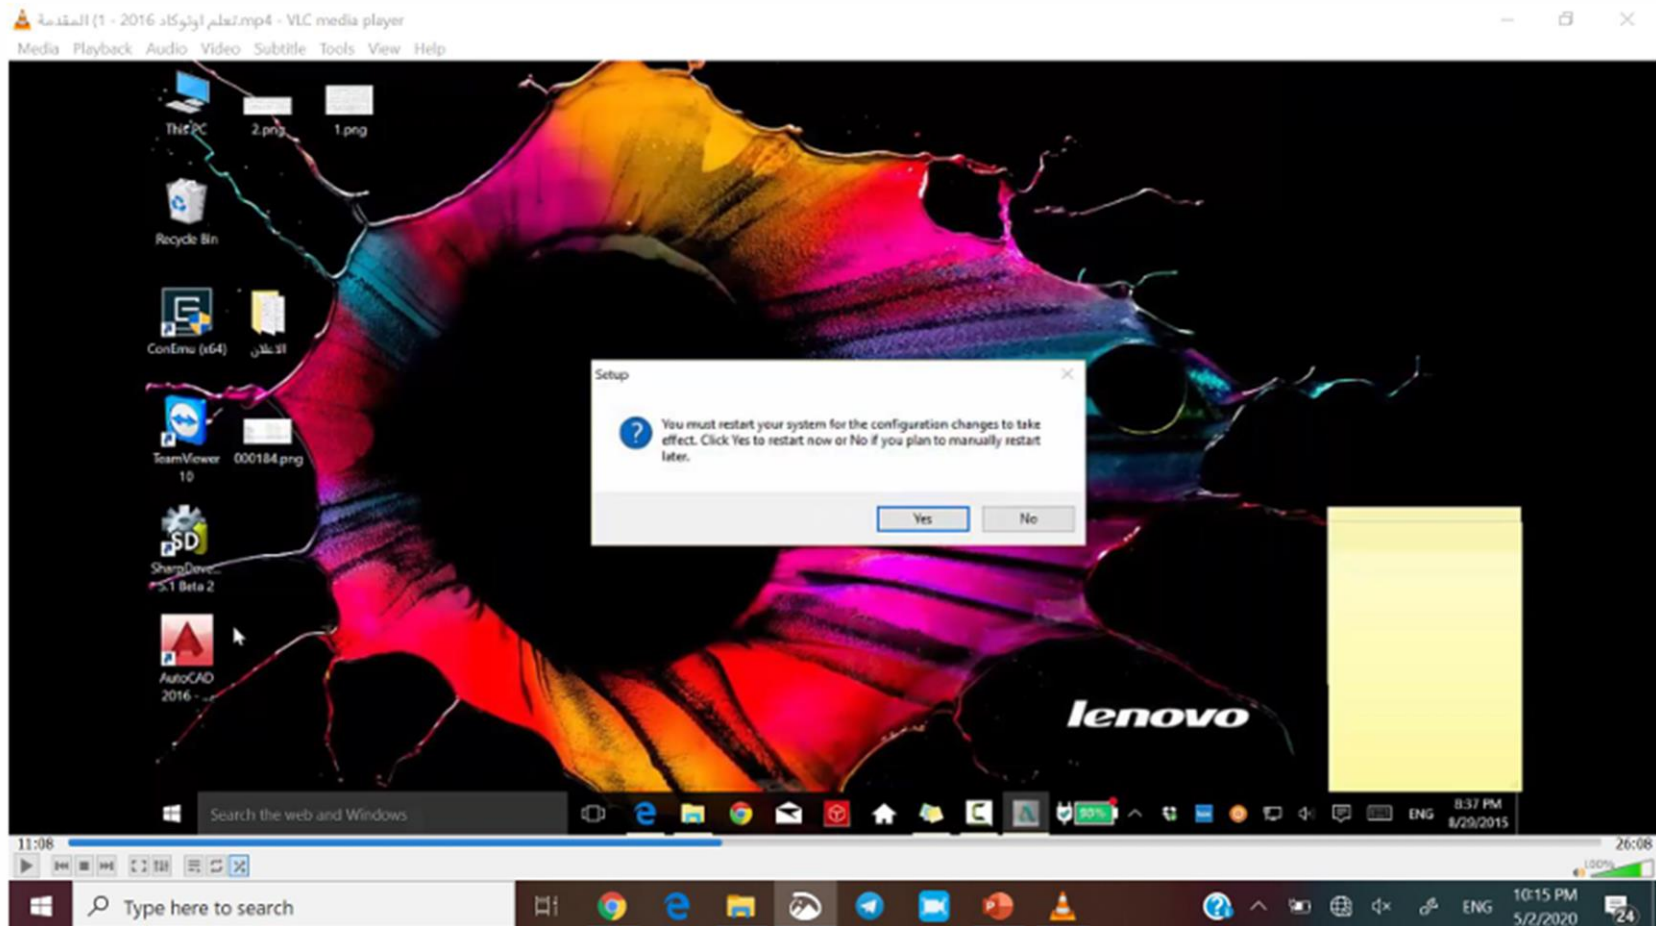 المقدمة (1 - 2016 تعلم اوتوكاد.mp4 - VLC media player
Media Playback Audio Video Subtitle Tools View Help
This PC
2.png
1.png
Recycle Bin
ConEmu (x64)
الاعلان
TeamViewer
10
000184.png
SD
SharpDeve...
5.1 Beta 2
AutoCAD
2016 - ...
Setup
You must restart your system for the configuration changes to take
effect. Click Yes to restart now or No if you plan to manually restart
later.
Yes
No
lenovo
Search the web and Windows
98%
ENG
8:37 PM
8/29/2015
11:08
26:08
100%
Type here to search
ENG
10:15 PM
5/2/2020
24